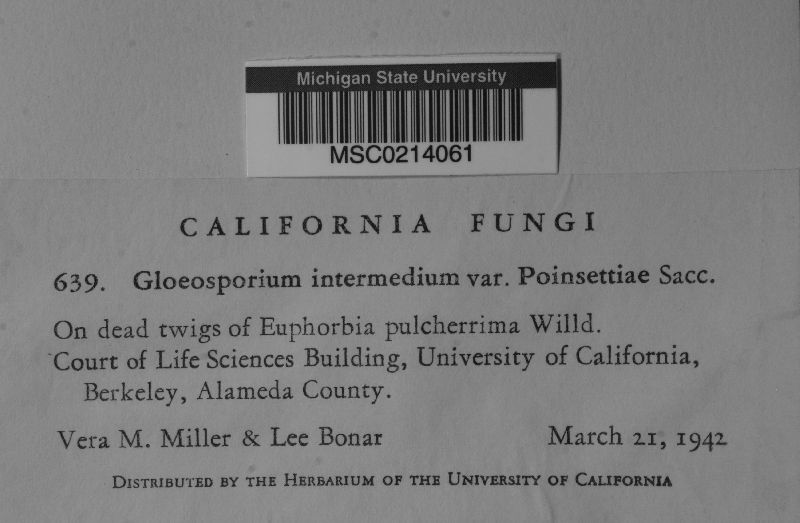 Michigan State University
MSC0214061
CALIFORNIA FUNGI
639. Gloeosporium intermedium var. Poinsettiae Sacc.
On dead twigs of Euphorbia pulcherrima Willd.
Court of Life Sciences Building, University of California,
Berkeley, Alameda County.
Vera M. Miller & Lee Bonar March 21, 1942
Distributed by the Herbarium of the University of California